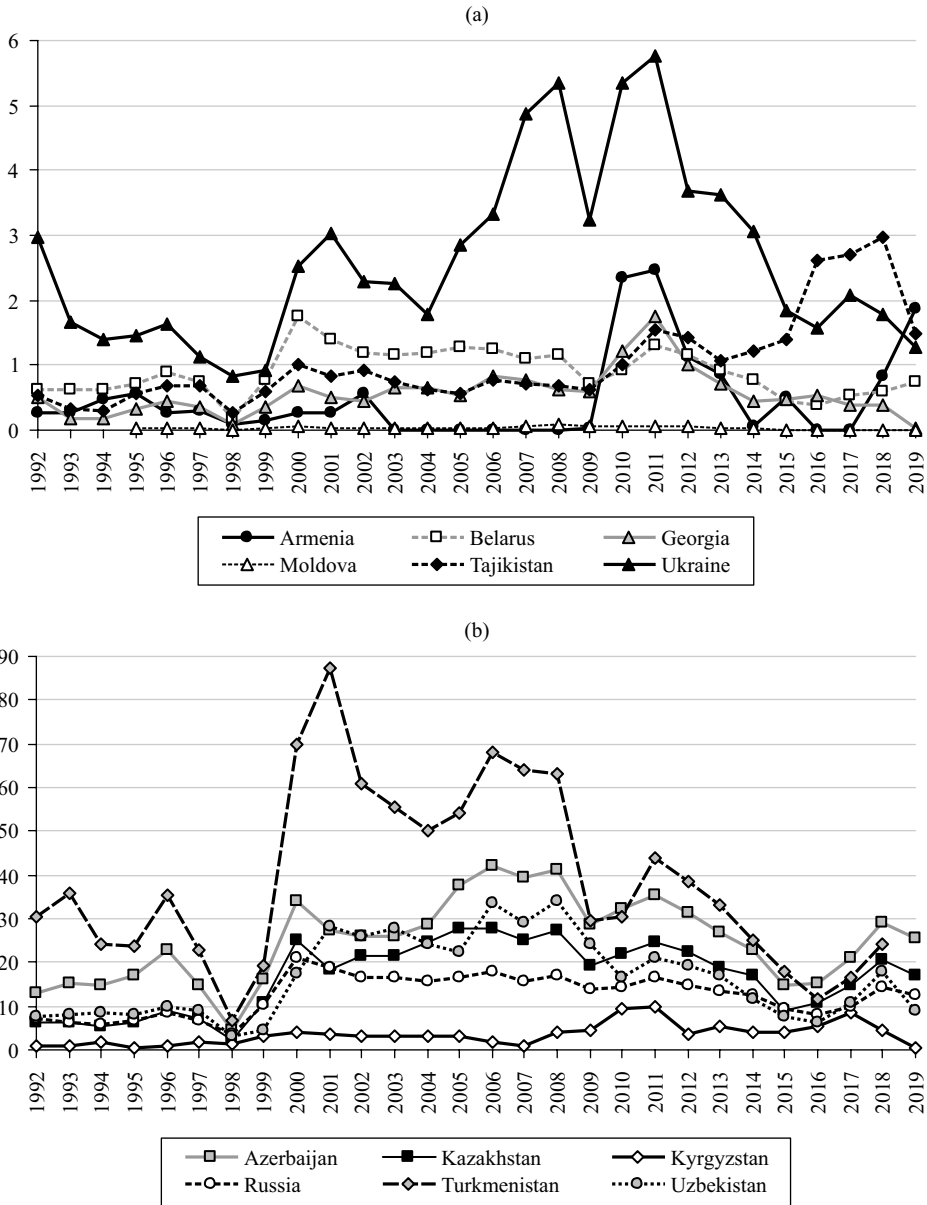 (a)
6
5
4
3
2
1
0
1992 1993 1994 1995 1996 1997 1998 1999 2000 2001 2002 2003 2004 2005 2006 2007 2008 2009 2010 2011 2012 2013 2014 2015 2016 2017 2018 2019
Armenia Belarus Georgia
Moldova Tajikistan Ukraine
(b)
90
80
70
60
50
40
30
20
10
0
1992 1993 1994 1995 1996 1997 1998 1999 2000 2001 2002 2003 2004 2005 2006 2007 2008 2009 2010 2011 2012 2013 2014 2015 2016 2017 2018 2019
Azerbaijan Kazakhstan Kyrgyzstan
Russia Turkmenistan Uzbekistan